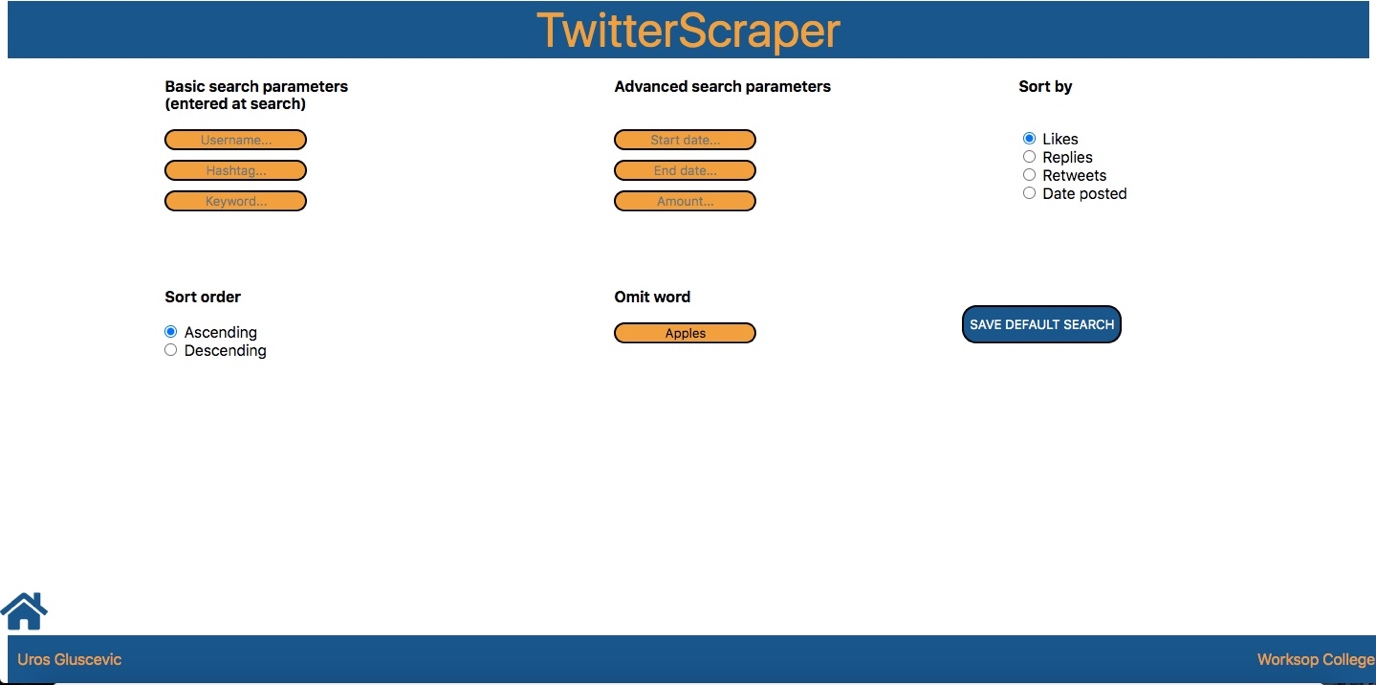 TwitterScraper
Basic search parameters
(entered at search)
Username...
Hashtag...
Keyword...
Advanced search parameters
Start date...
End date...
Amount...
Sort by
Likes
Replies
Retweets
Date posted
Sort order
Ascending
Descending
Omit word
Apples
SAVE DEFAULT SEARCH
Uros Gluscevic
Worksop College